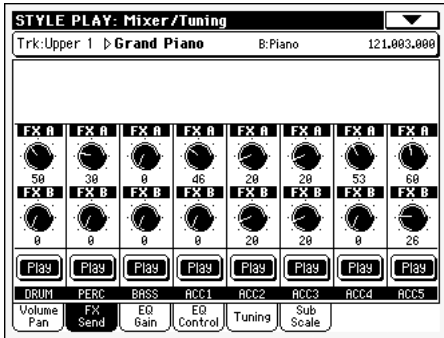 STYLE PLAY: Mixer/Tuning
Trk:Upper 1 ▷Grand Piano B:Piano 121.003.000
FX A FX A FX A FX A FX A FX A FX A FX A
50 30 0 46 20 20 53 60
FX B FX B FX B FX B FX B FX B FX B FX B
0 0 0 0 20 20 0 26
Play Play Play Play Play Play Play Play
DRUM PERC BASS ACC1 ACC2 ACC3 ACC4 ACC5
Volume Pan FX Send EQ Gain EQ Control Tuning Sub Scale